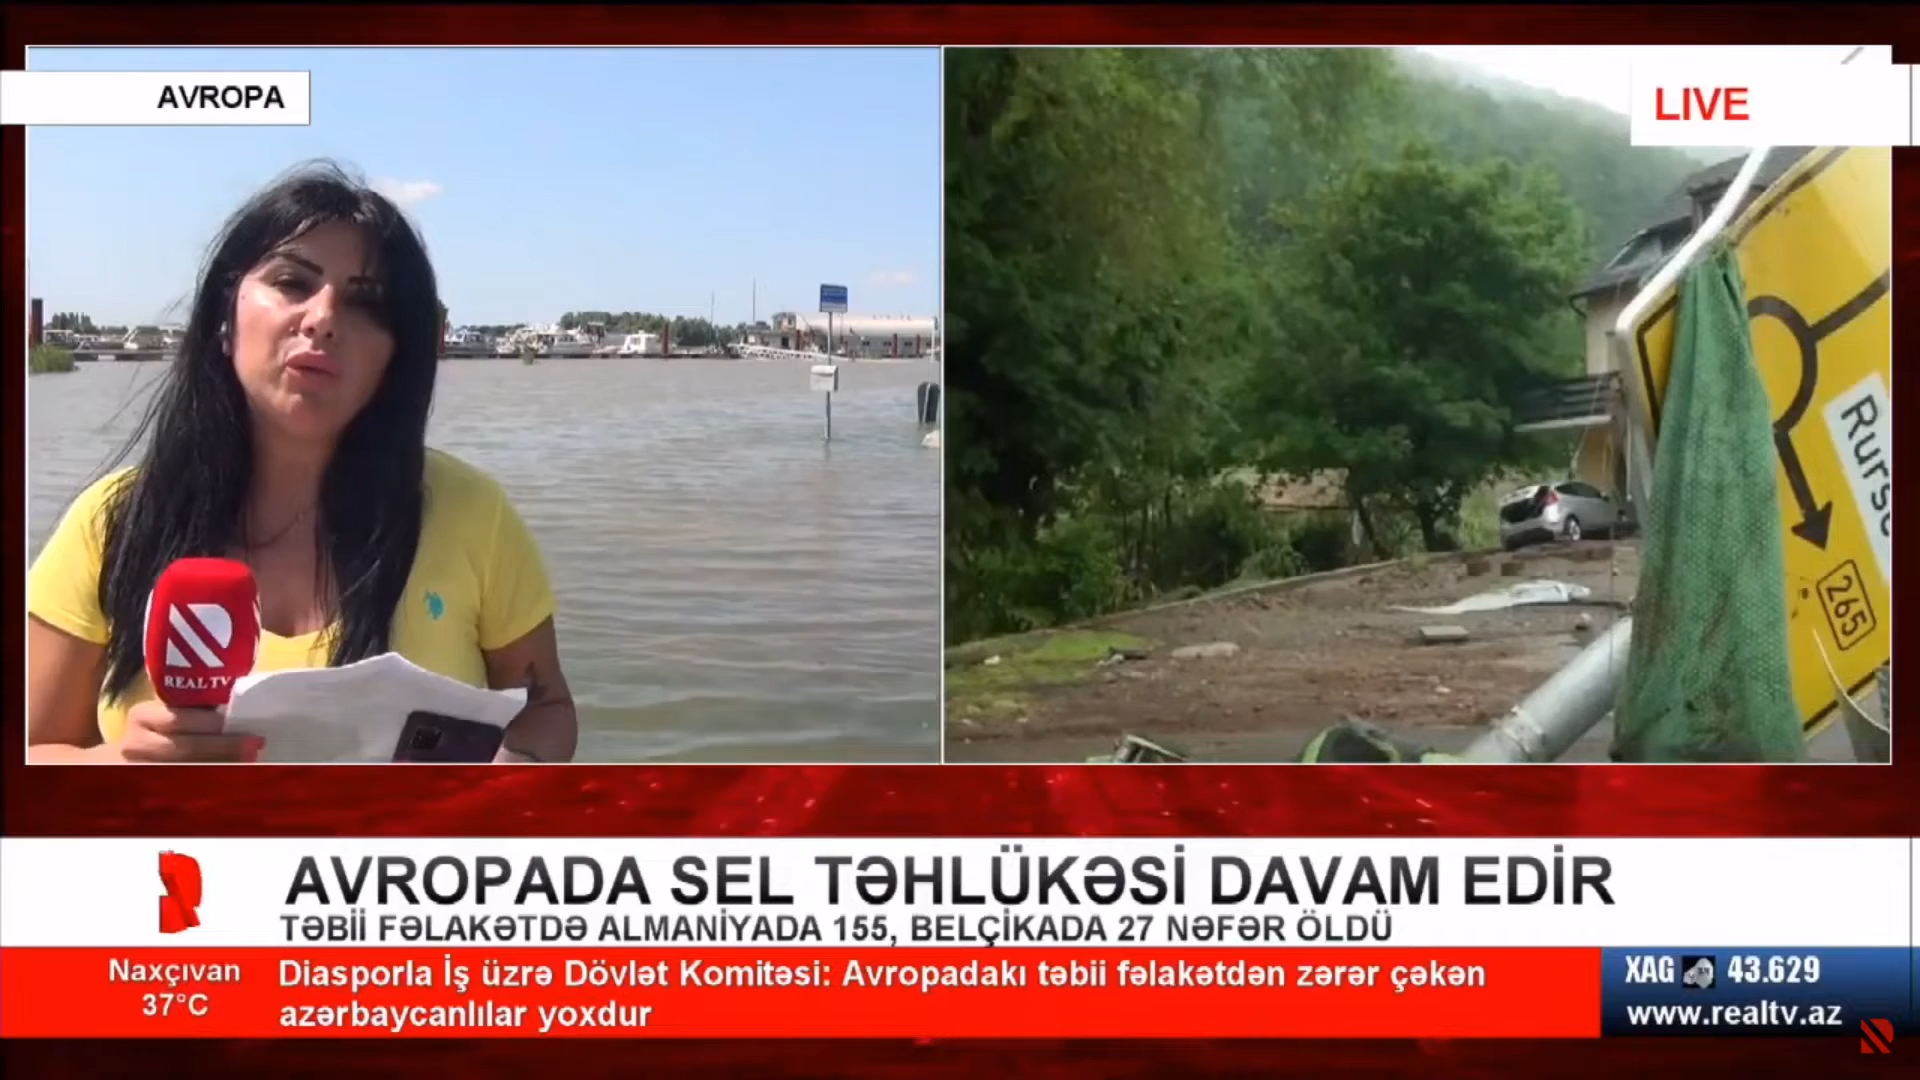 AVROPA
LIVE
Rurse
265
REAL TV
AVROPADA SEL TƏHLÜKƏSİ DAVAM EDİR
TƏBİİ FƏLAKƏTDƏ ALMANİYADA 155, BELÇİKADA 27 NƏFƏR ÖLDÜ
Naxçıvan
37°C
Diasporla İş üzrə Dövlət Komitəsi: Avropadakı təbii fəlakətdən zərər çəkən
azərbaycanlılar yoxdur
XAG 43.629
www.realtv.az